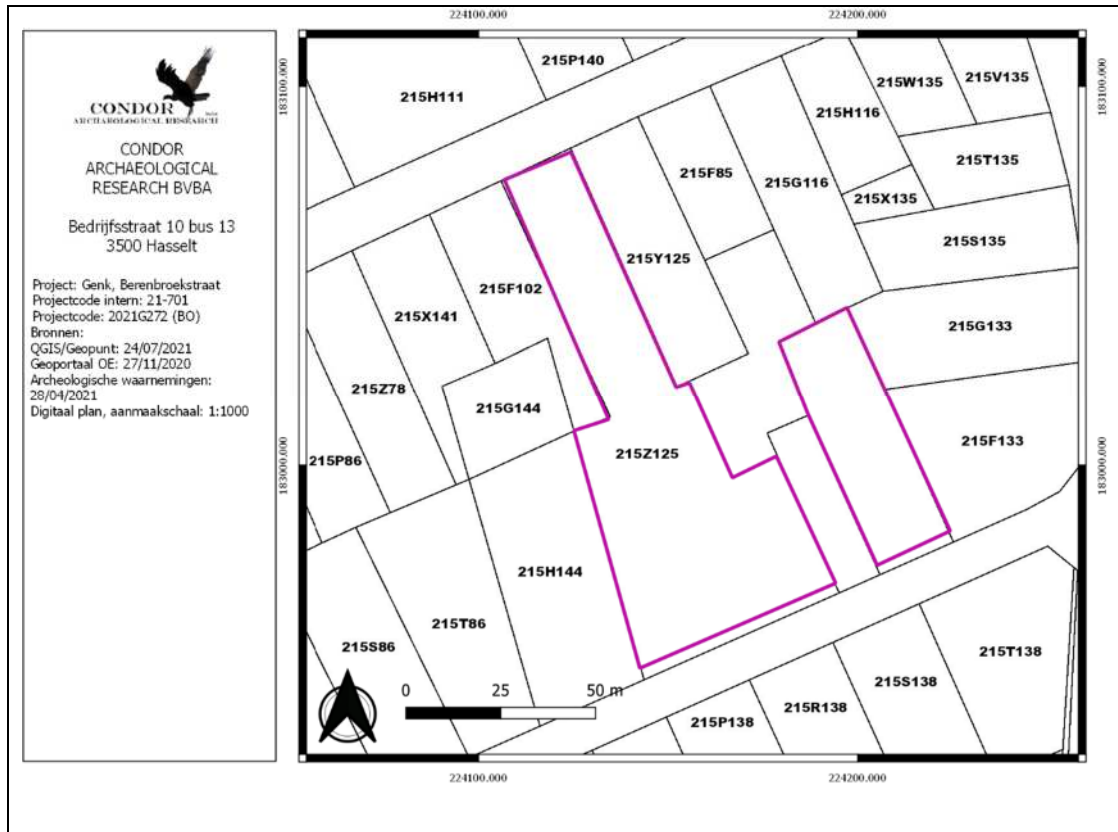 CONDOR
ARCHAEOLOGICAL RESEARCH
CONDOR
ARCHAEOLOGICAL
RESEARCH BVBA
Bedrijfsstraat 10 bus 13
3500 Hasselt
Project: Genk, Berenbroekstraat
Projectcode intern: 21-701
Projectcode: 2021G272 (BO)
Bronnen:
QGIS/Geopunt: 24/07/2021
Geoportaal OE: 27/11/2020
Archeologische waarnemingen:
28/04/2021
Digitaal plan, aanmaakschaal: 1:1000
224100.000
224200.000
183100.000
183100.000
215P140
215H111
215W135
215V135
215H116
215T135
215F85
215G116
215X135
215S135
215Y125
215F102
215X141
215G133
215Z78
215G144
215F133
215Z125
215P86
183000.000
183000.000
215H144
215T86
215S86
215T138
215S138
215R138
215P138
0
25
50 m
224100.000
224200.000